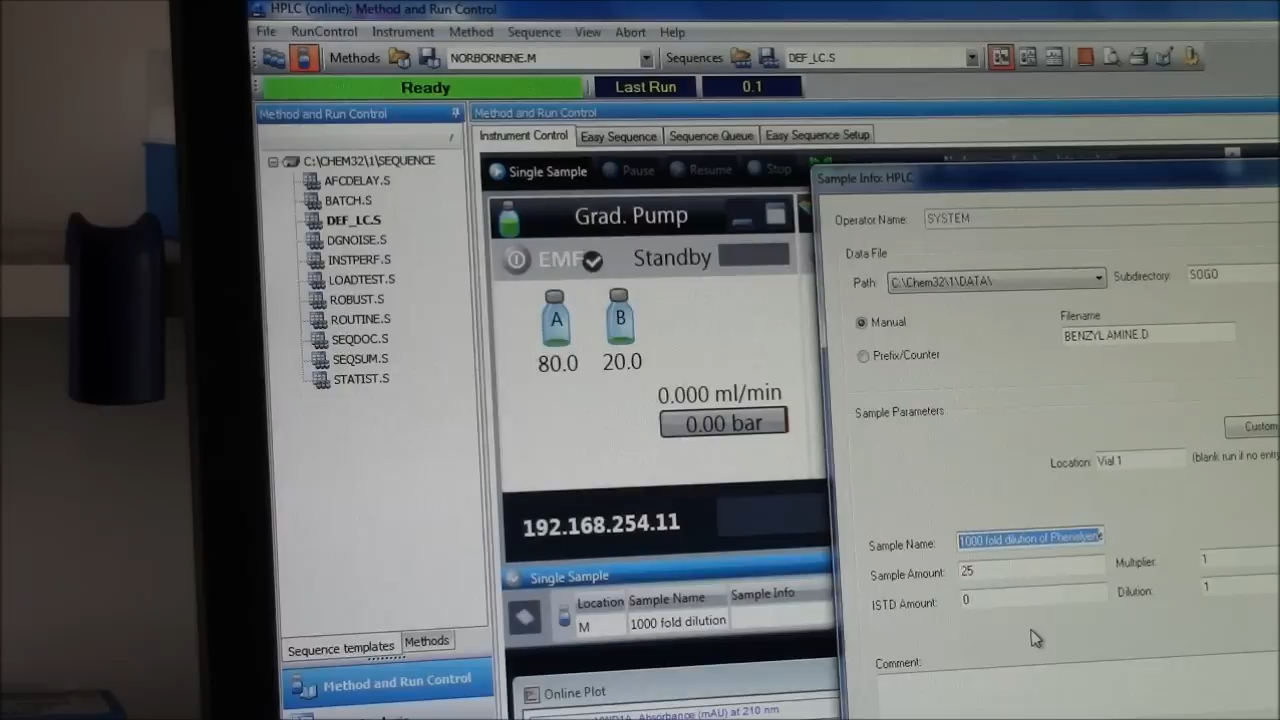 HPLC (online): Method and Run Control
File RunControl Instrument Method Sequence View Abort Help
Methods NORBORNENE.M Sequences DEF_LC.S
Ready Last Run 0.1
Method and Run Control
Method and Run Control
Instrument Control Easy Sequence Sequence Queue Easy Sequence Setup
C:\CHEM32\1\SEQUENCE
AFCDELAY.S
BATCH.S
DEF_LC.S
DGNOISE.S
INSTPERF.S
LOADTEST.S
ROBUST.S
ROUTINE.S
SEQDOC.S
SEQSUM.S
STATIST.S
Sequence templates Methods
Method and Run Control
Single Sample Pause Resume Stop
Grad. Pump
EMF Standby
A B
80.0 20.0
0.000 ml/min
0.00 bar
192.168.254.11
Single Sample
Location Sample Name Sample Info
M 1000 fold dilution
Online Plot
Absorbance (mAU) at 210 nm
Sample Info: HPLC
Operator Name: SYSTEM
Data File
Path: C:\Chem32\1\DATA\ Subdirectory: SOGO
Manual
Filename
BENZYLAMINE.D
Prefix/Counter
Sample Parameters
Custom
Location: Vial 1 (blank run if no entry
Sample Name: 1000 fold dilution of
Sample Amount: 25 Multiplier: 1
ISTD Amount: 0 Dilution: 1
Comment: